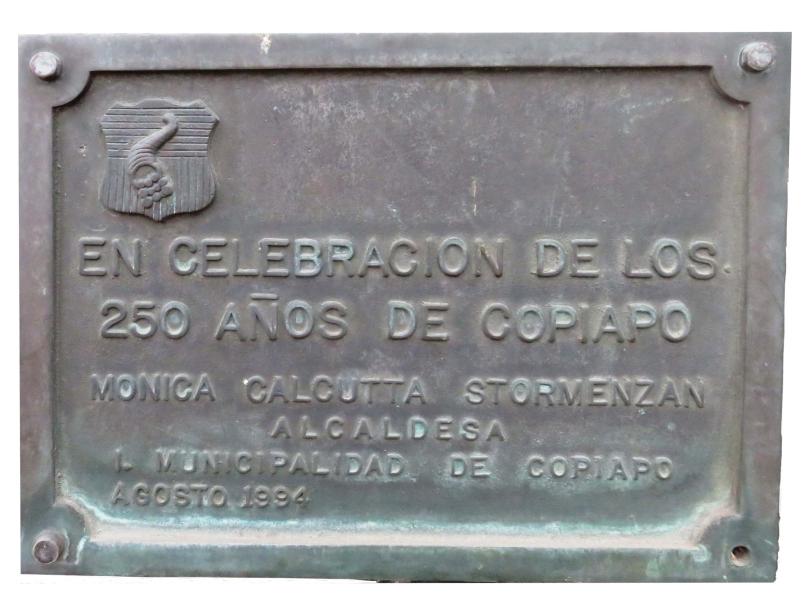 EN CELEBRACION DE LOS
250 AÑOS DE COPIAPO
MONICA CALCUTTA STORMENZAN
ALCALDESA
I. MUNICIPALIDAD DE COPIAPO
AGOSTO 1994